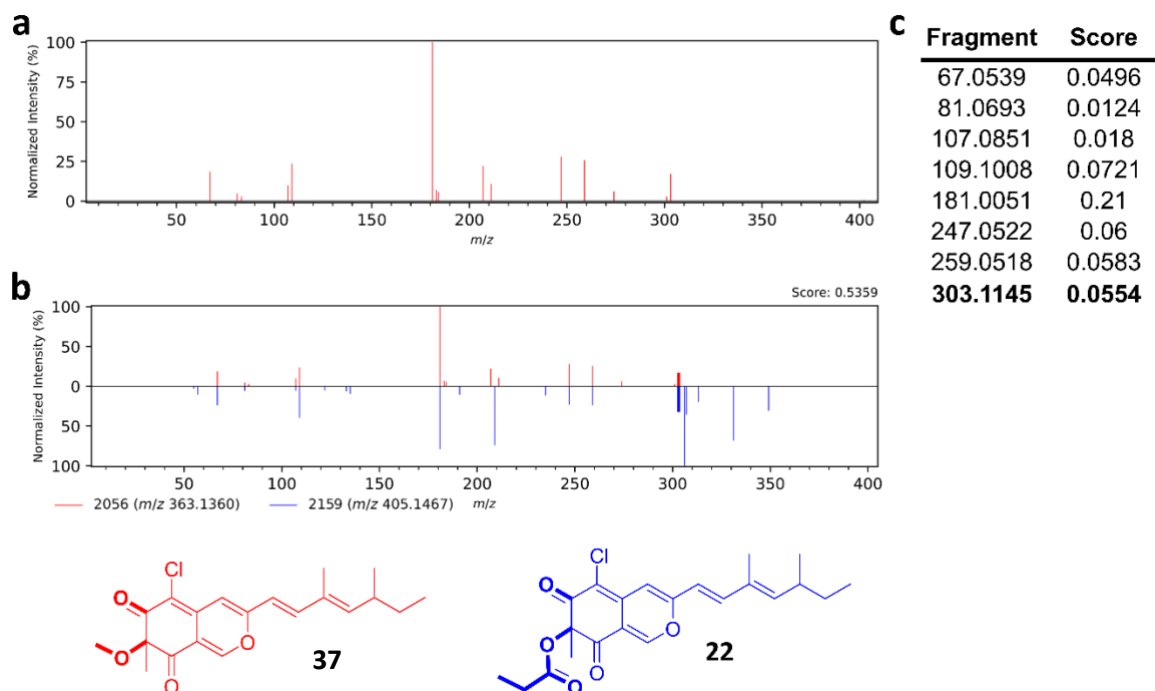 a
Normalized Intensity (%)
100
75
50
25
0
50 100 150 200 250 300 350 400
m/z
b
Score: 0.5359
Normalized Intensity (%)
100
50
0
50
100
50 100 150 200 250 300 350 400
2056 (m/z 363.1360) 2159 (m/z 405.1467) m/z
c
Fragment Score
67.0539 0.0496
81.0693 0.0124
107.0851 0.018
109.1008 0.0721
181.0051 0.21
247.0522 0.06
259.0518 0.0583
303.1145 0.0554
Cl
O
O
O
O
37
Cl
O
O
O
O
O
22